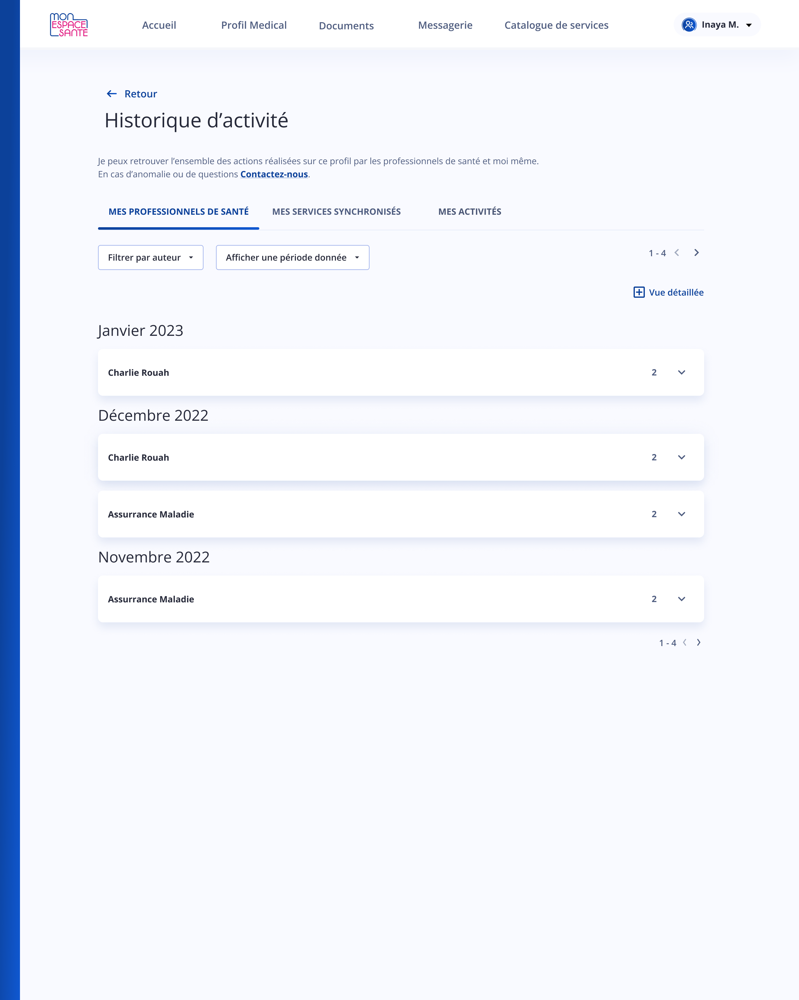 mon
ESPACE
SANTÉ
Accueil
Profil Medical
Documents
Messagerie
Catalogue de services
Inaya M.
Retour
Historique d’activité
Je peux retrouver l’ensemble des actions réalisées sur ce profil par les professionnels de santé et moi même.
En cas d’anomalie ou de questions Contactez-nous.
MES PROFESSIONNELS DE SANTÉ
MES SERVICES SYNCHRONISÉS
MES ACTIVITÉS
Filtrer par auteur
Afficher une période donnée
1 - 4
Vue détaillée
Janvier 2023
Charlie Rouah
2
Décembre 2022
Charlie Rouah
2
Assurrance Maladie
2
Novembre 2022
Assurrance Maladie
2
1 - 4